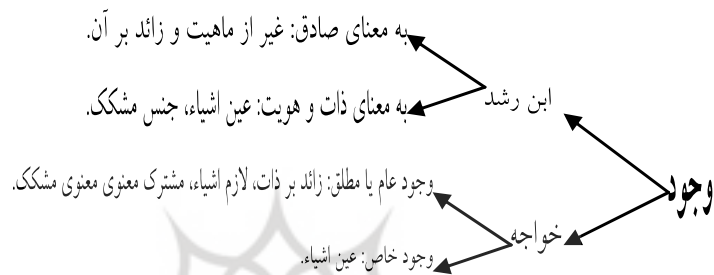 به معنای صادق: غیر از ماهیت و زائد بر آن.
ابن رشد
به معنای ذات و هویت: عین اشیاء، جنس مشکک.
وجود
وجود عام یا مطلق: زائد بر ذات، لازم اشیاء، مشترک معنوی معنوی مشکک.
خواجه
وجود خاص: عین اشیاء.